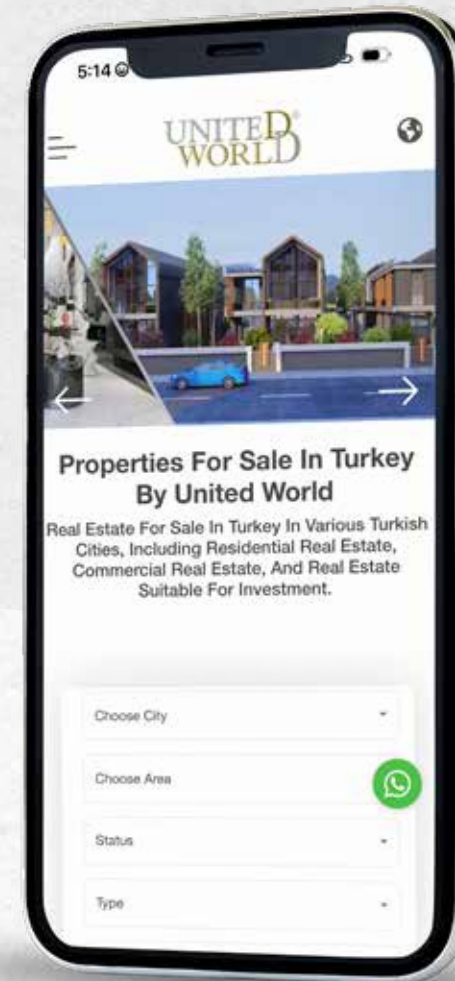 5:14
UNITED
WORLD
Properties For Sale In Turkey
By United World
Real Estate For Sale In Turkey In Various Turkish
Cities, Including Residential Real Estate,
Commercial Real Estate, And Real Estate
Suitable For Investment.
Choose City
Choose Area
Status
Type